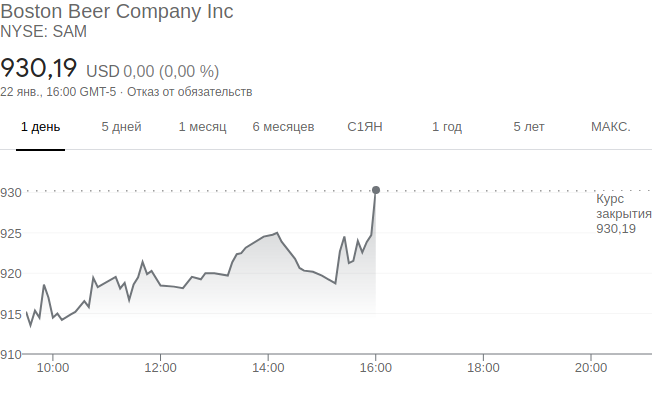 Boston Beer Company Inc
NYSE: SAM
930,19 USD 0,00 (0,00 %)
22 янв., 16:00 GMT-5 · Отказ от обязательств
1 день 5 дней 1 месяц 6 месяцев С1ЯН 1 год 5 лет МАКС.
930
Курс
закрытия
930,19
925
920
915
910
10:00 12:00 14:00 16:00 18:00 20:00